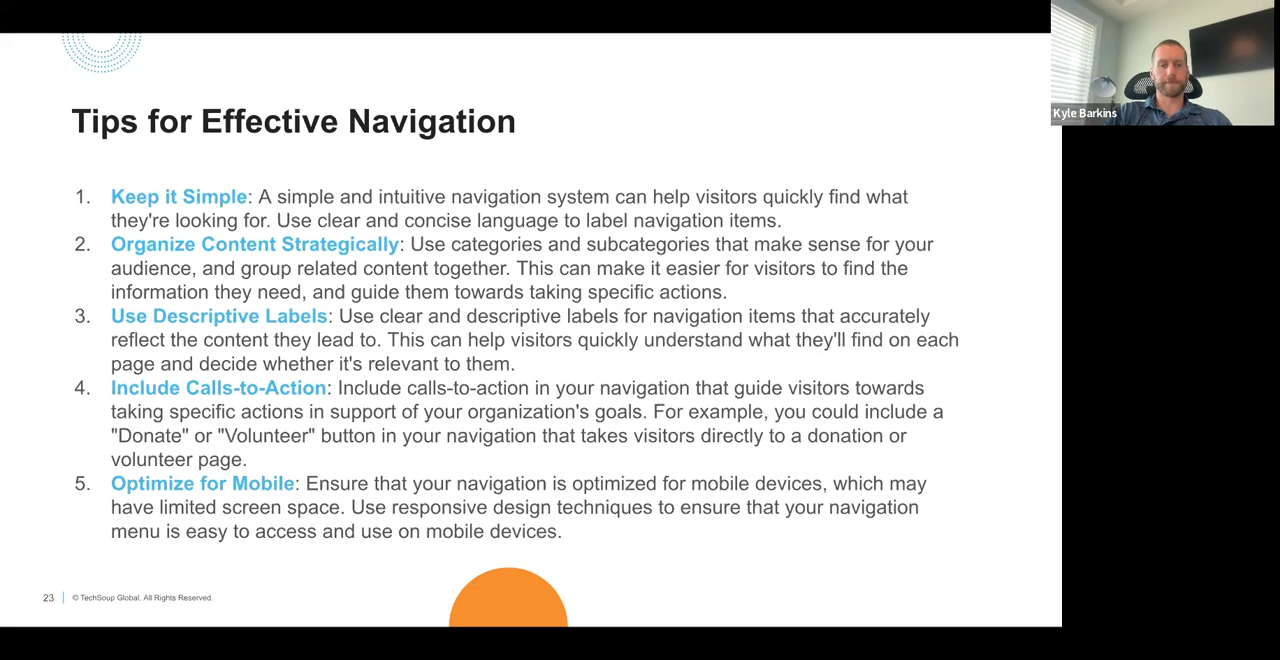 Tips for Effective Navigation
Kyle Barkins
1. Keep it Simple: A simple and intuitive navigation system can help visitors quickly find what
they're looking for. Use clear and concise language to label navigation items.
2. Organize Content Strategically: Use categories and subcategories that make sense for your
audience, and group related content together. This can make it easier for visitors to find the
information they need, and guide them towards taking specific actions.
3. Use Descriptive Labels: Use clear and descriptive labels for navigation items that accurately
reflect the content they lead to. This can help visitors quickly understand what they'll find on each
page and decide whether it's relevant to them.
4. Include Calls-to-Action: Include calls-to-action in your navigation that guide visitors towards
taking specific actions in support of your organization's goals. For example, you could include a
"Donate" or "Volunteer" button in your navigation that takes visitors directly to a donation or
volunteer page.
5. Optimize for Mobile: Ensure that your navigation is optimized for mobile devices, which may
have limited screen space. Use responsive design techniques to ensure that your navigation
menu is easy to access and use on mobile devices.
23 | © TechSoup Global. All Rights Reserved.